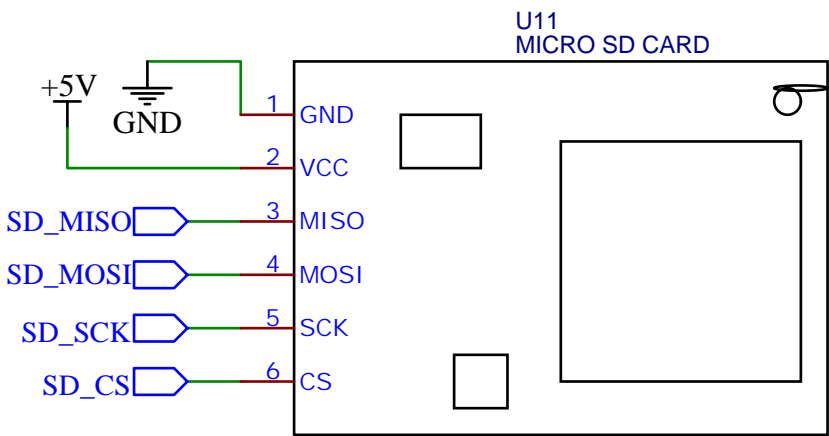 U11
MICRO SD CARD
+5V
GND
1 GND
2 VCC
SD_MISO 3 MISO
SD_MOSI 4 MOSI
SD_SCK 5 SCK
SD_CS 6 CS